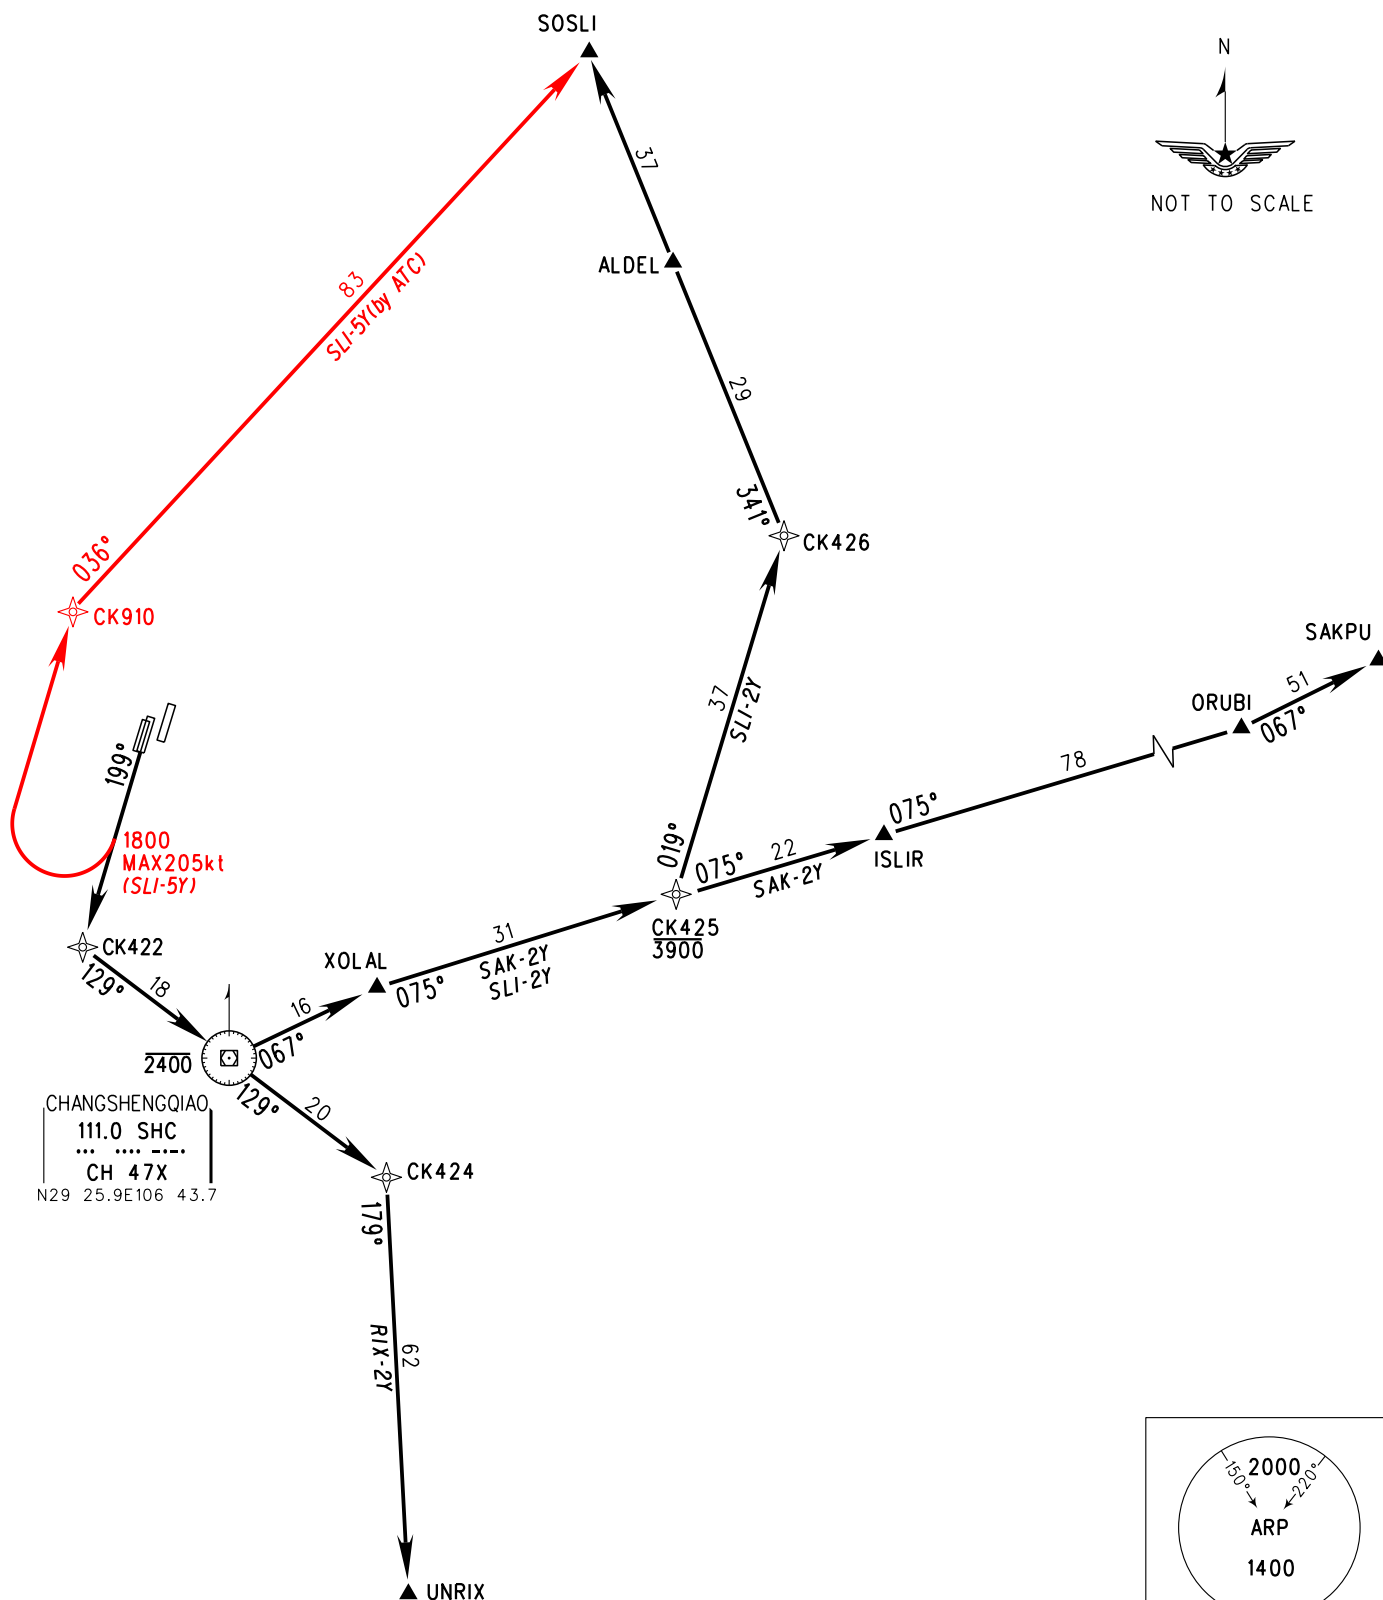 SOSLI
N
NOT TO SCALE
37
ALDEL
83
SLI-5Y(by ATC)
29
341°
CK426
036°
CK910
SAKPU
51
ORUBI
067°
37
SLI-2Y
78
199°
075°
1800
MAX205kt
(SLI-5Y)
019°
075°
22
SAK-2Y
ISLIR
CK425
3900
31
SAK-2Y
SLI-2Y
CK422
129°
18
XOLAL
075°
16
067°
2400
129°
20
CHANGSHENGQIAO
111.0 SHC
... .... -.-.
CH 47X
N29 25.9E106 43.7
CK424
179°
RIX-2Y
62
UNRIX
2000
150°
220°
ARP
1400